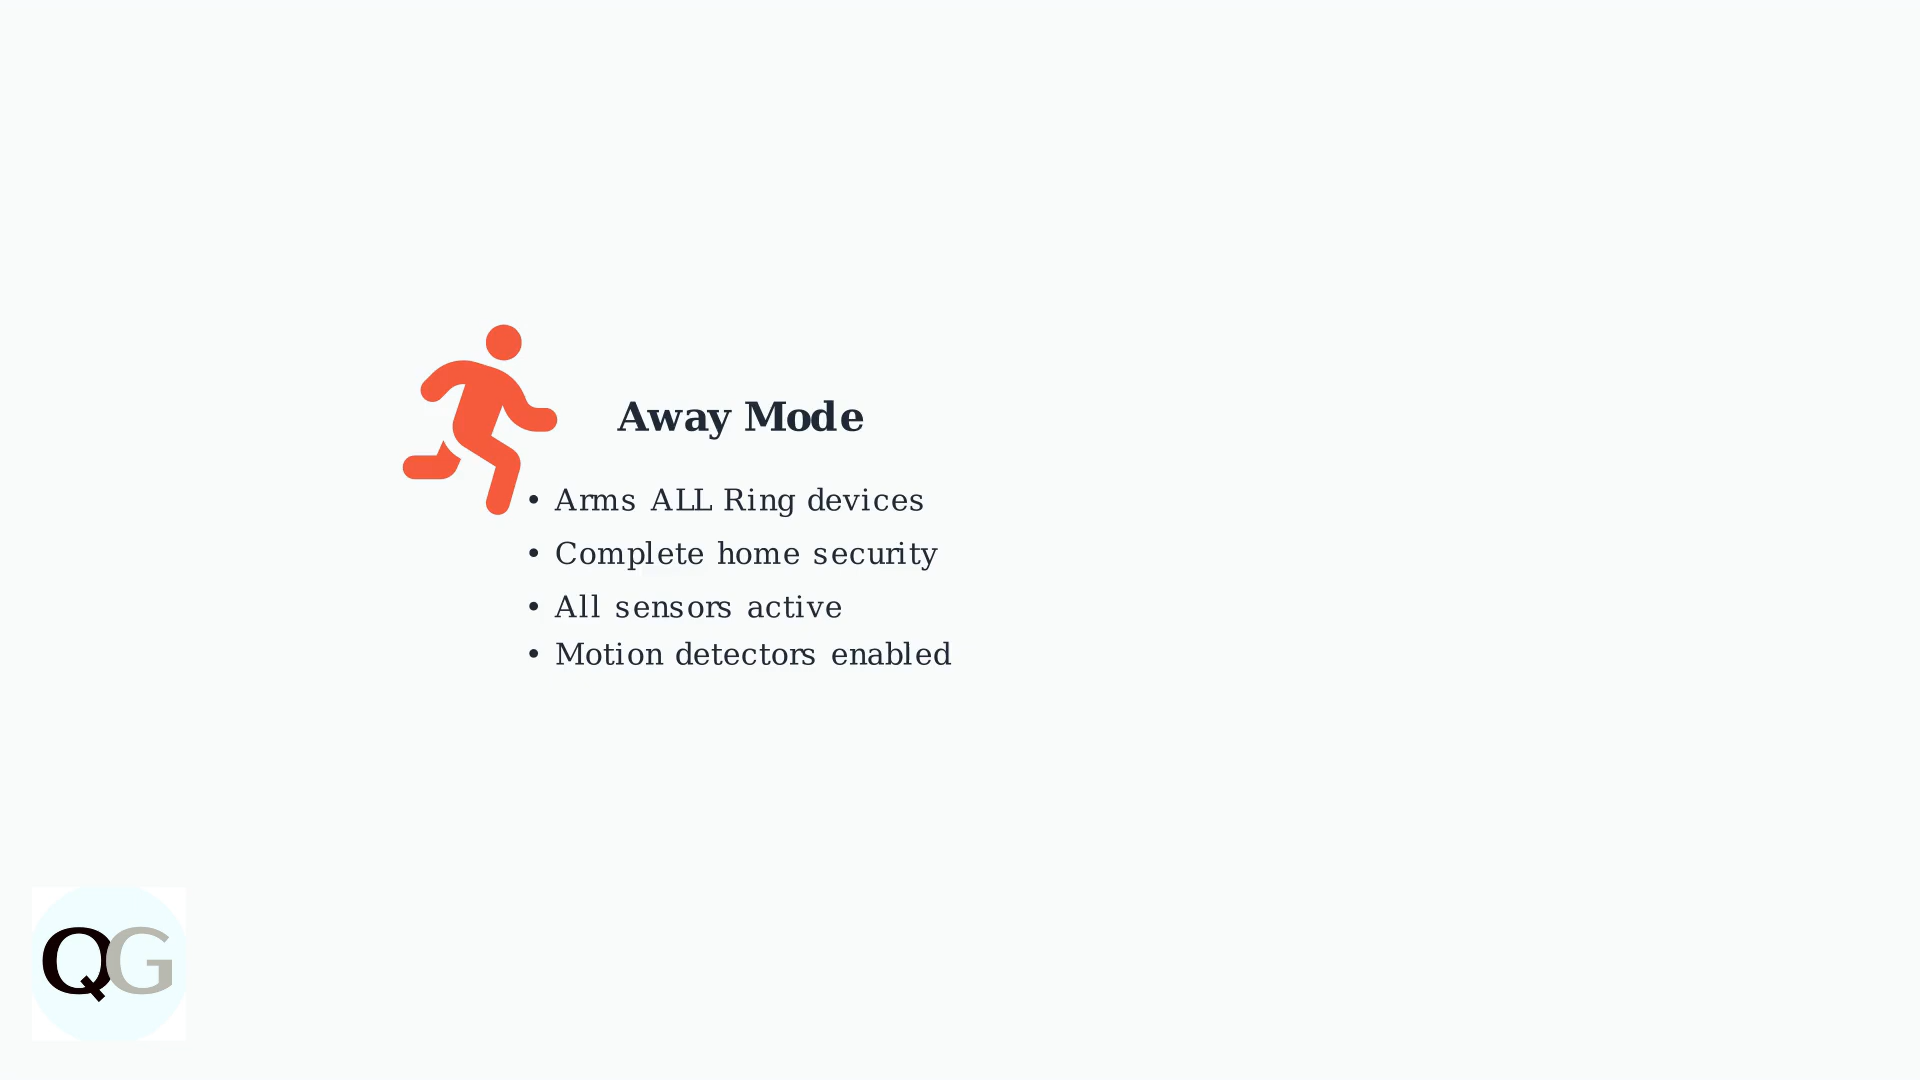 Away Mode
• Arms ALL Ring devices
• Complete home security
• All sensors active
• Motion detectors enabled
QG